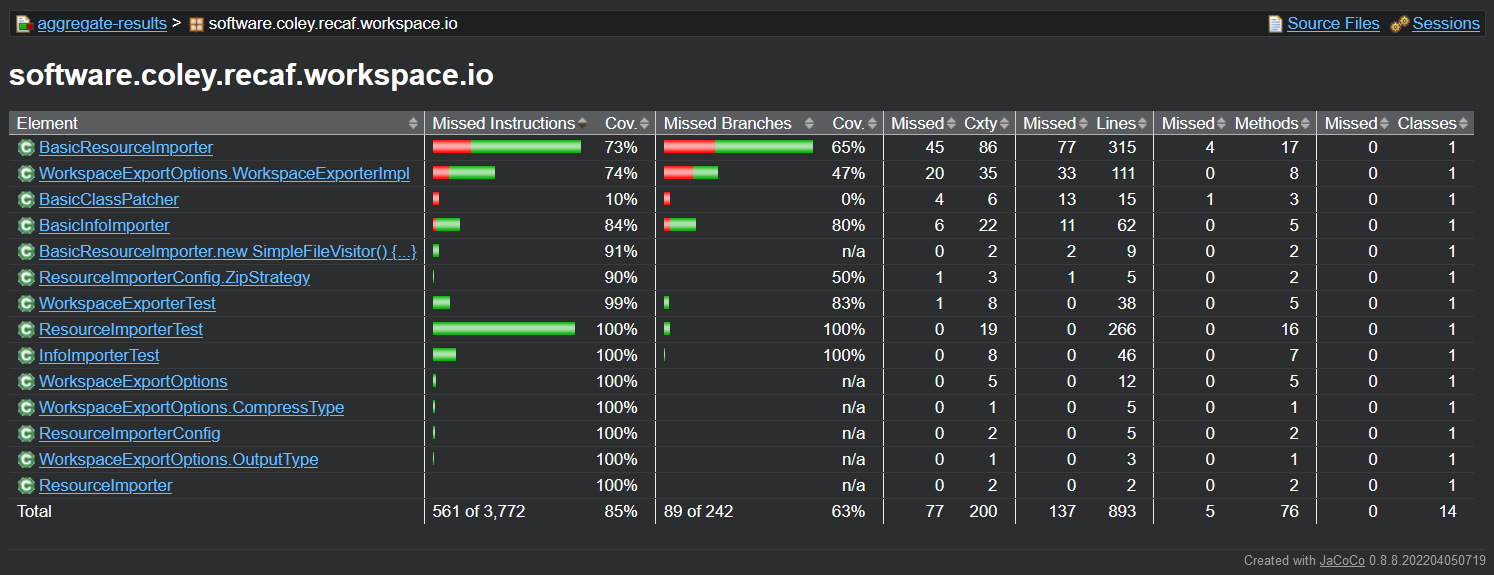 aggregate-results > software.coley.recaf.workspace.io Source Files Sessions
software.coley.recaf.workspace.io
Element Missed Instructions Cov. Missed Branches Cov. Missed Cxty Missed Lines Missed Methods Missed Classes
BasicResourceImporter 73% 65% 45 86 77 315 4 17 0 1
WorkspaceExportOptions.WorkspaceExporterImpl 74% 47% 20 35 33 111 0 8 0 1
BasicClassPatcher 10% 0% 4 6 13 15 1 3 0 1
BasicInfoImporter 84% 80% 6 22 11 62 0 5 0 1
BasicResourceImporter.new SimpleFileVisitor() {...} 91% n/a 0 2 2 9 0 2 0 1
ResourceImporterConfig.ZipStrategy 90% 50% 1 3 1 5 0 2 0 1
WorkspaceExporterTest 99% 83% 1 8 0 38 0 5 0 1
ResourceImporterTest 100% 100% 0 19 0 266 0 16 0 1
InfoImporterTest 100% 100% 0 8 0 46 0 7 0 1
WorkspaceExportOptions 100% n/a 0 5 0 12 0 5 0 1
WorkspaceExportOptions.CompressType 100% n/a 0 1 0 5 0 1 0 1
ResourceImporterConfig 100% n/a 0 2 0 5 0 2 0 1
WorkspaceExportOptions.OutputType 100% n/a 0 1 0 3 0 1 0 1
ResourceImporter 100% n/a 0 2 0 2 0 2 0 1
Total 561 of 3,772 85% 89 of 242 63% 77 200 137 893 5 76 0 14
Created with JaCoCo 0.8.8.202204050719